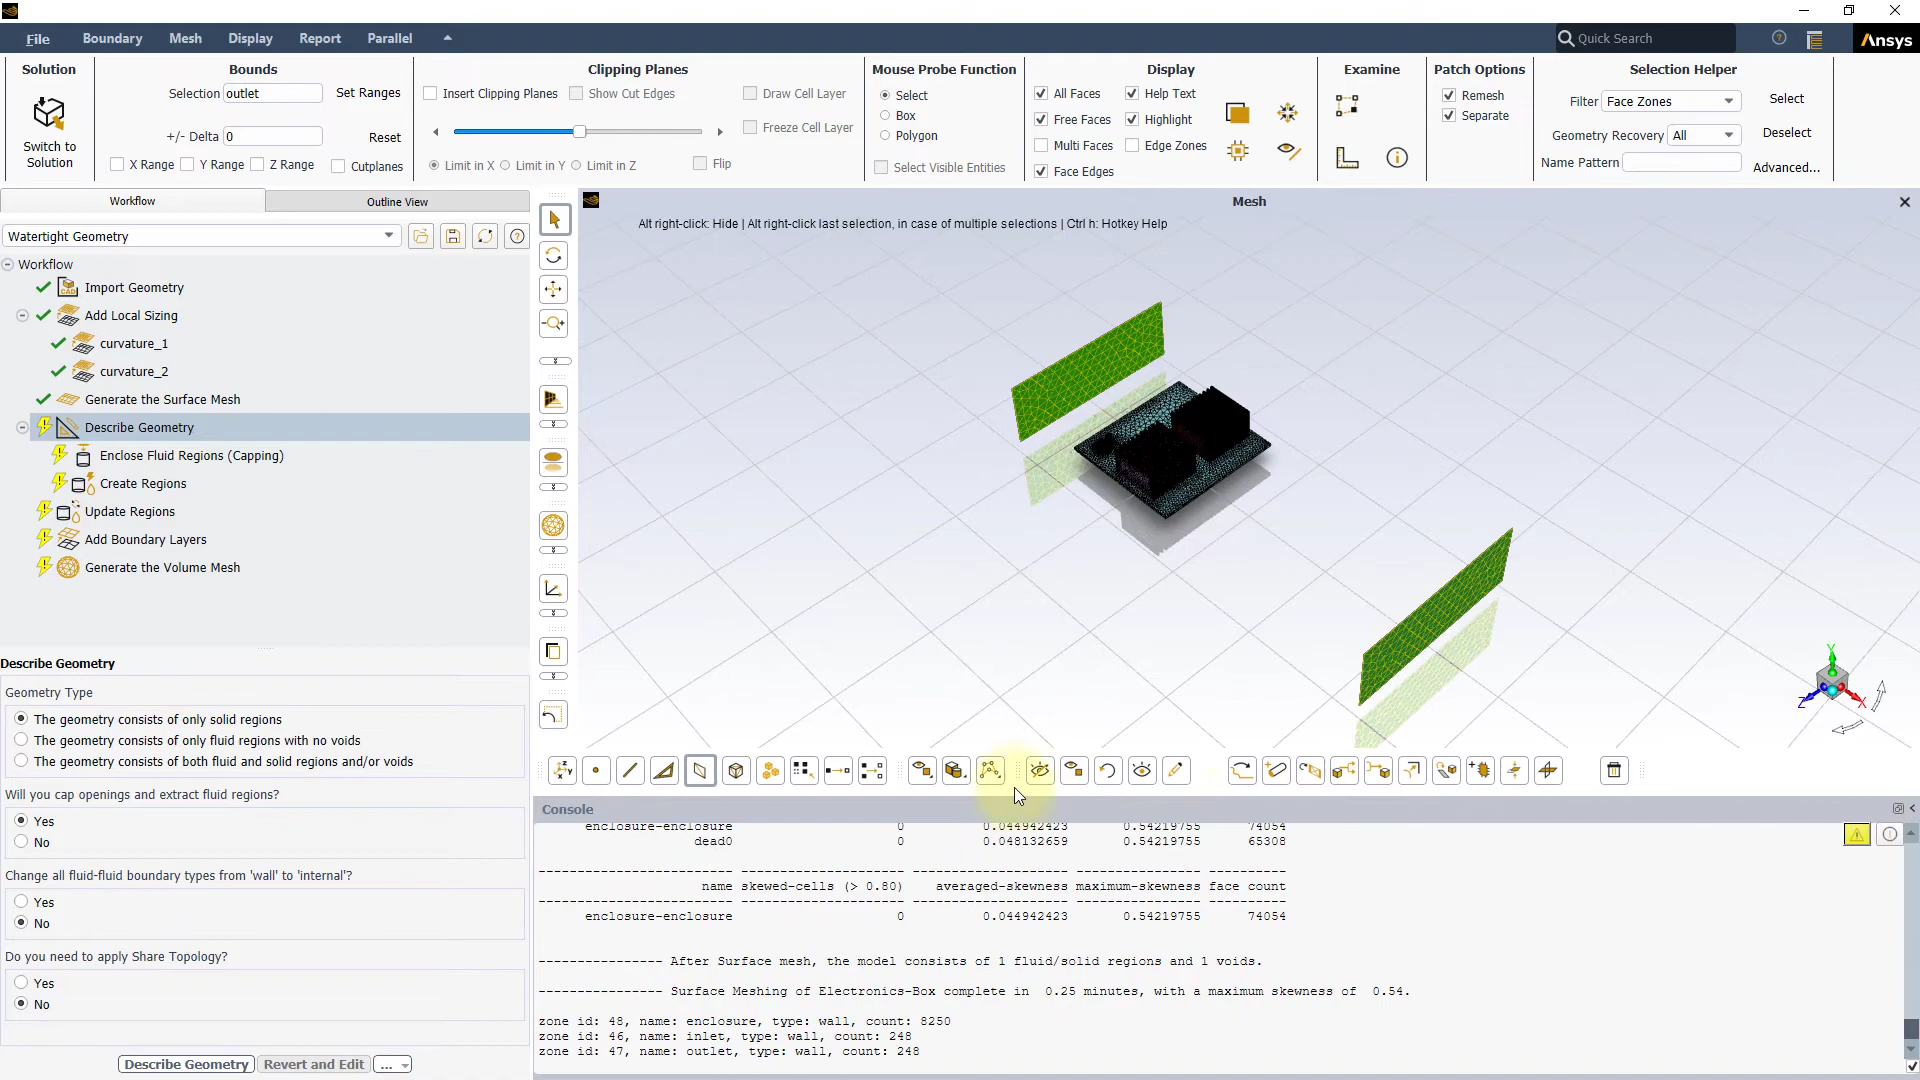 File
Boundary
Mesh
Display
Report
Parallel
Quick Search
Ansys
Solution
Bounds
Clipping Planes
Mouse Probe Function
Display
Examine
Patch Options
Selection Helper
Selection outlet Set Ranges
+/- Delta 0 Reset
X Range Y Range Z Range Cutplanes
Switch to
Solution
Insert Clipping Planes Show Cut Edges Draw Cell Layer
Freeze Cell Layer
Limit in X Limit in Y Limit in Z Flip
Select
Box
Polygon
Select Visible Entities
All Faces Help Text
Free Faces Highlight
Multi Faces Edge Zones
Face Edges
Remesh
Separate
Filter Face Zones Select
Geometry Recovery All Deselect
Name Pattern Advanced...
Workflow
Outline View
Mesh
Watertight Geometry
Workflow
Import Geometry
Add Local Sizing
curvature_1
curvature_2
Generate the Surface Mesh
Describe Geometry
Enclose Fluid Regions (Capping)
Create Regions
Update Regions
Add Boundary Layers
Generate the Volume Mesh
Alt right-click: Hide | Alt right-click last selection, in case of multiple selections | Ctrl h: Hotkey Help
Y
Z
X
Describe Geometry
Geometry Type
The geometry consists of only solid regions
The geometry consists of only fluid regions with no voids
The geometry consists of both fluid and solid regions and/or voids
Will you cap openings and extract fluid regions?
Yes
No
Change all fluid-fluid boundary types from 'wall' to 'internal'?
Yes
No
Do you need to apply Share Topology?
Yes
No
Describe Geometry Revert and Edit ...
Console
enclosure-enclosure 0 0.044942423 0.54219755 74054
dead0 0 0.048132659 0.54219755 65308
---------------- --------------------- ------------------ ---------------- ----------
name skewed-cells (> 0.80) averaged-skewness maximum-skewness face count
---------------- --------------------- ------------------ ---------------- ----------
enclosure-enclosure 0 0.044942423 0.54219755 74054
---------------- After Surface mesh, the model consists of 1 fluid/solid regions and 1 voids.
---------------- Surface Meshing of Electronics-Box complete in 0.25 minutes, with a maximum skewness of 0.54.
zone id: 48, name: enclosure, type: wall, count: 8250
zone id: 46, name: inlet, type: wall, count: 248
zone id: 47, name: outlet, type: wall, count: 248